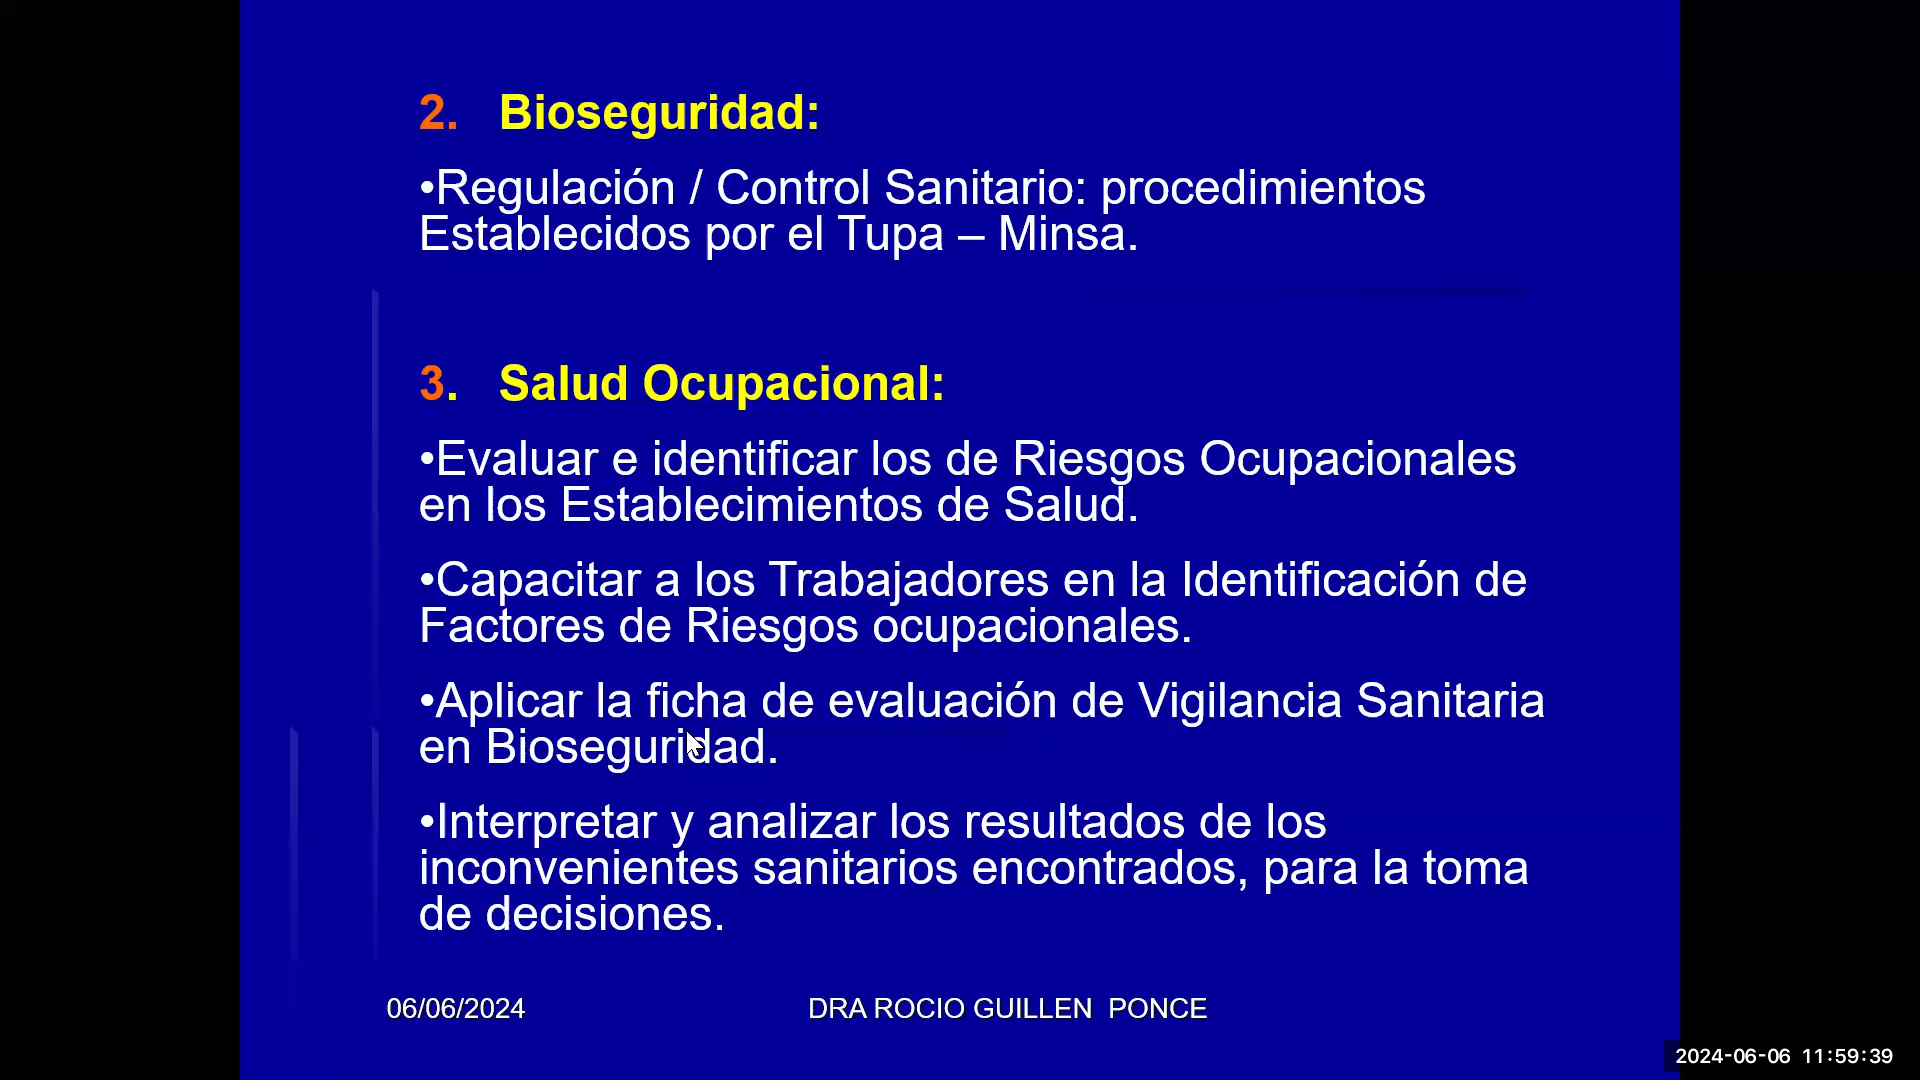 2. Bioseguridad:
•Regulación / Control Sanitario: procedimientos
Establecidos por el Tupa – Minsa.
3. Salud Ocupacional:
•Evaluar e identificar los de Riesgos Ocupacionales
en los Establecimientos de Salud.
•Capacitar a los Trabajadores en la Identificación de
Factores de Riesgos ocupacionales.
•Aplicar la ficha de evaluación de Vigilancia Sanitaria
en Bioseguridad.
•Interpretar y analizar los resultados de los
inconvenientes sanitarios encontrados, para la toma
de decisiones.
06/06/2024 DRA ROCIO GUILLEN PONCE
2024-06-06 11:59:39